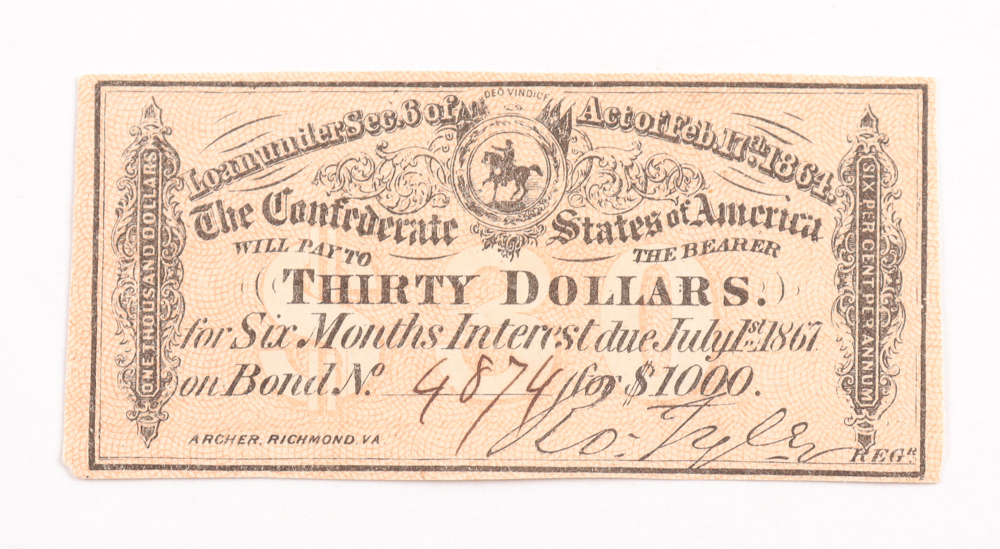 DEO VINDICE
Loan under Sec. 6 of Act of Feb. 17th 1864.
The Confederate States of America
WILL PAY TO THE BEARER
THIRTY DOLLARS.
for Six Months Interest due July 1st 1867
on Bond No. 4874 for $1000.
Ro. Tyler
REGR.
ARCHER, RICHMOND, VA
ONE THOUSAND DOLLARS
SIX PER CENT PER ANNUM
$30